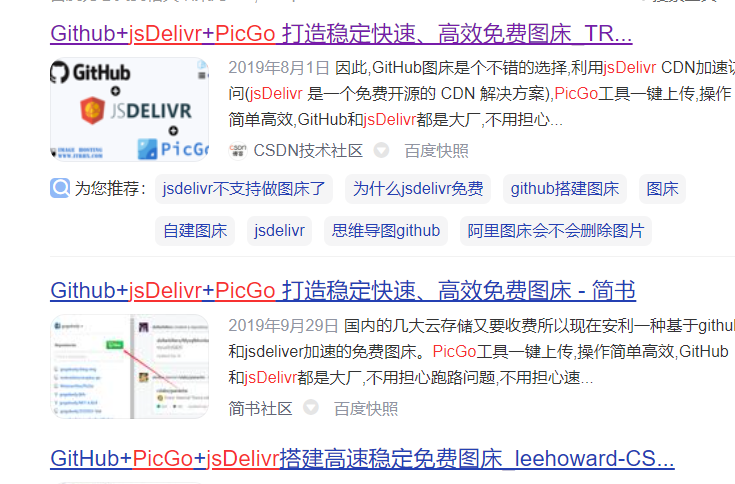 Github+jsDelivr+PicGo 打造稳定快速、高效免费图床_TR...
2019年8月1日 因此,GitHub图床是个不错的选择,利用jsDelivr CDN加速访
问(jsDelivr 是一个免费开源的 CDN 解决方案),PicGo工具一键上传,操作
简单高效,GitHub和jsDelivr都是大厂,不用担心...
GitHub
JSDELIVR
PicGo
CSDN技术社区 百度快照
为您推荐: jsdelivr不支持做图床了 为什么jsdelivr免费 github搭建图床 图床
自建图床 jsdelivr 思维导图github 阿里图床会不会删除图片
Github+jsDelivr+PicGo 打造稳定快速、高效免费图床 - 简书
2019年9月29日 国内的几大云存储又要收费所以现在安利一种基于github
和jsdeliver加速的免费图床。PicGo工具一键上传,操作简单高效,GitHub
和jsDelivr都是大厂,不用担心跑路问题,不用担心速...
简书社区 百度快照
GitHub+PicGo+jsDelivr搭建高速稳定免费图床_leehoward-CS...